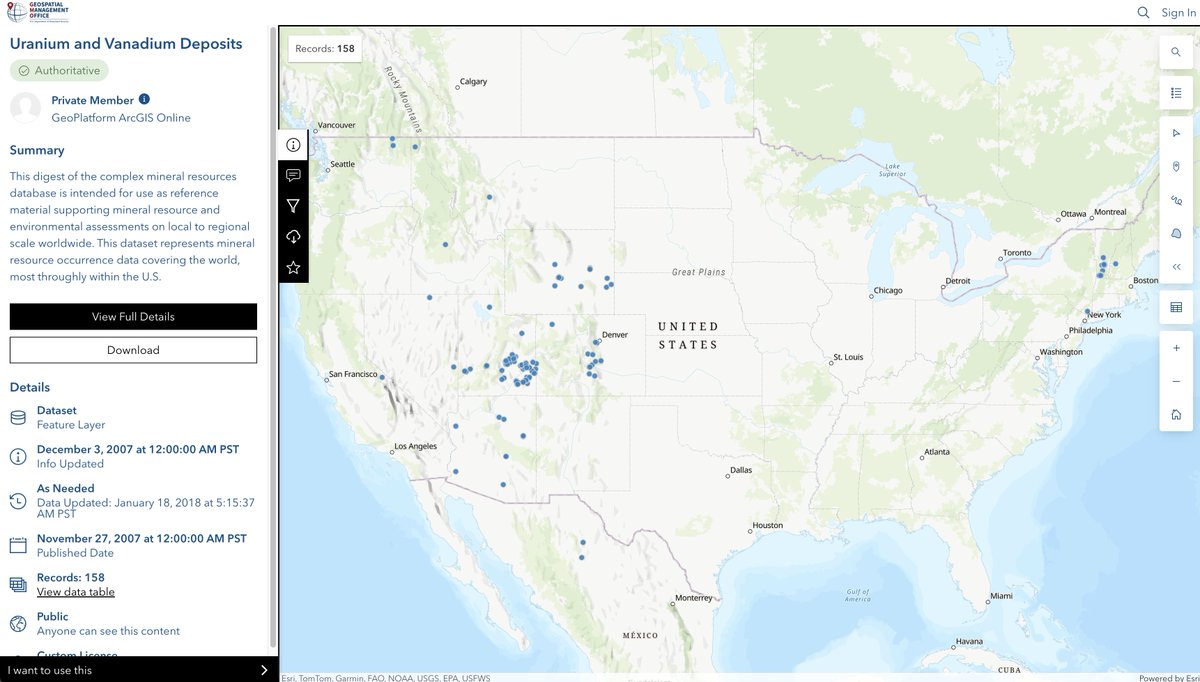 GEOSPATIAL
MANAGEMENT
OFFICE
Sign In
Uranium and Vanadium Deposits
Authoritative
Private Member
GeoPlatform ArcGIS Online
Summary
This digest of the complex mineral resources
database is intended for use as reference
material supporting mineral resource and
environmental assessments on local to regional
scale worldwide. This dataset represents mineral
resource occurrence data covering the world,
most throughly within the U.S.
View Full Details
Download
Details
Dataset
Feature Layer
December 3, 2007 at 12:00:00 AM PST
Info Updated
As Needed
Data Updated: January 18, 2018 at 5:15:37
AM PST
November 27, 2007 at 12:00:00 AM PST
Published Date
Records: 158
View data table
Public
Anyone can see this content
Custom License
I want to use this
Records: 158
Rocky Mountains
Calgary
Vancouver
Seattle
Lake
Superior
Ottawa
Montreal
Toronto
Great Plains
Chicago
Detroit
Boston
New York
Philadelphia
Denver
UNITED
STATES
Washington
St. Louis
San Francisco
Los Angeles
Atlanta
Dallas
Houston
Miami
Gulf of
America
Monterrey
MÉXICO
Havana
CUBA
Esri, TomTom, Garmin, FAO, NOAA, USGS, EPA, USFWS
Powered by Esri